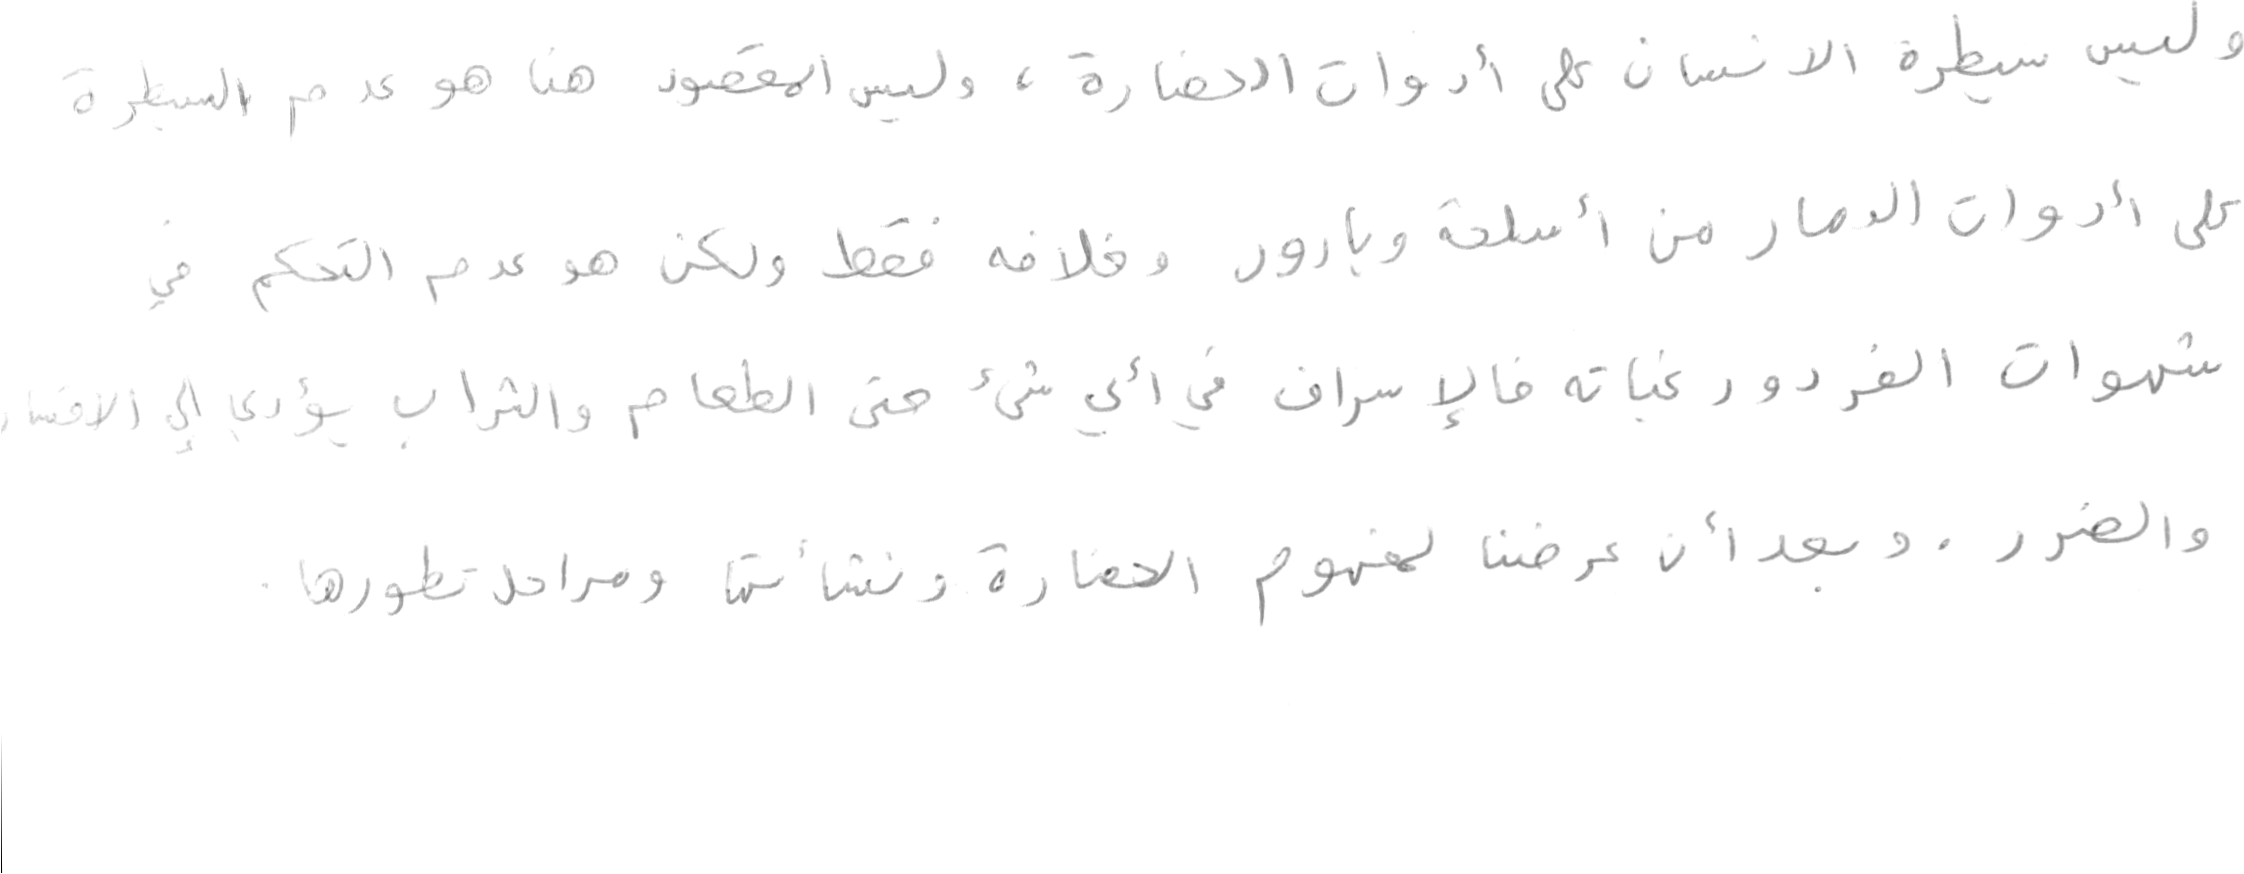 وليس سيطرة الانسان على أدوات الحضارة ، وليس المقصود هنا هو عدم السيطرة
على أدوات الدمار من أسلحة وبارود وخلافه فقط ولكن هو عدم التحكم في
شهوات الفرد ورغباته فالإسراف في أي شئ حتى الطعام والشراب يؤدي إلى
والضرر . وبعد أن عرضنا لمفهوم الحضارة ونشأتها ومراحل تطورها .